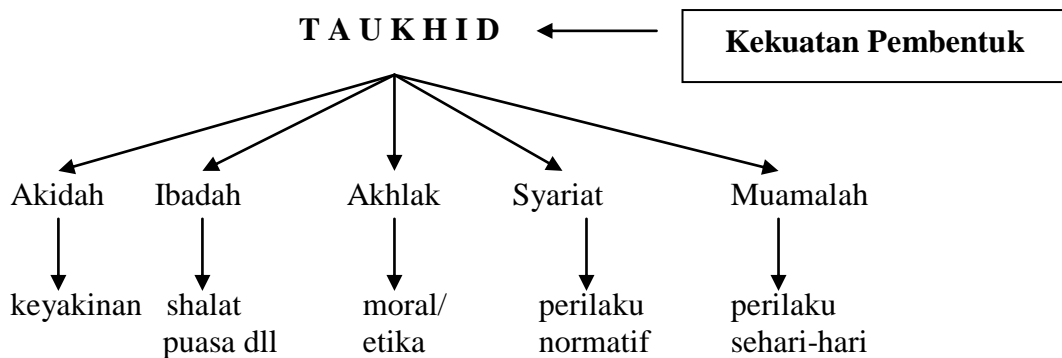 T A U K H I D
Kekuatan Pembentuk
Akidah Ibadah Akhlak Syariat Muamalah
keyakinan shalat moral/ perilaku perilaku
puasa dll etika normatif sehari-hari